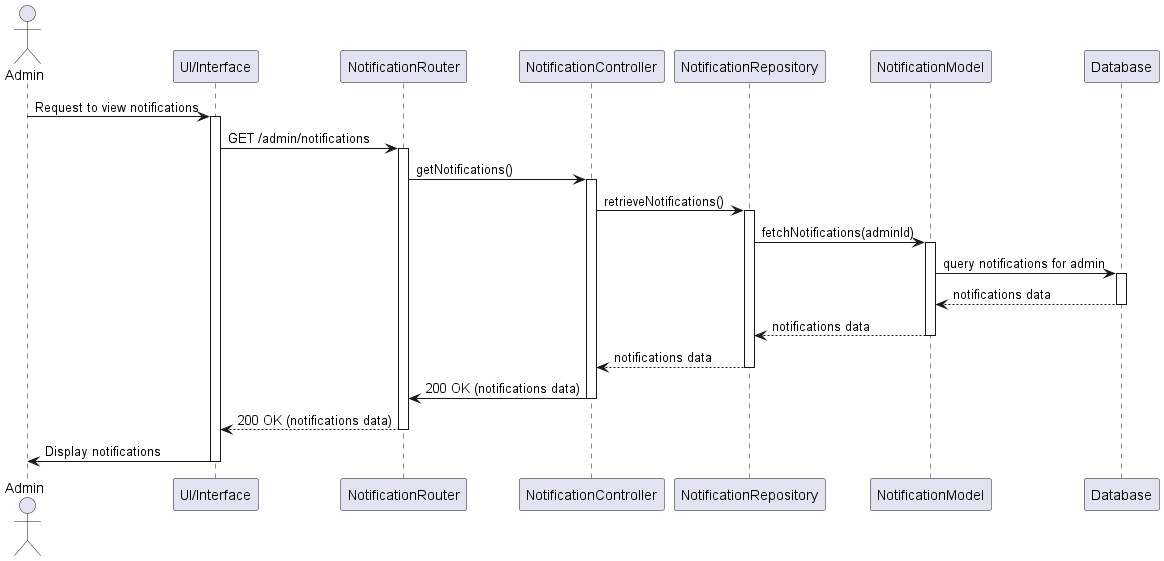 Admin
UI/Interface
NotificationRouter
NotificationController
NotificationRepository
NotificationModel
Database
Request to view notifications
GET /admin/notifications
getNotifications()
retrieveNotifications()
fetchNotifications(adminId)
query notifications for admin
notifications data
notifications data
notifications data
200 OK (notifications data)
200 OK (notifications data)
Display notifications
Admin
UI/Interface
NotificationRouter
NotificationController
NotificationRepository
NotificationModel
Database